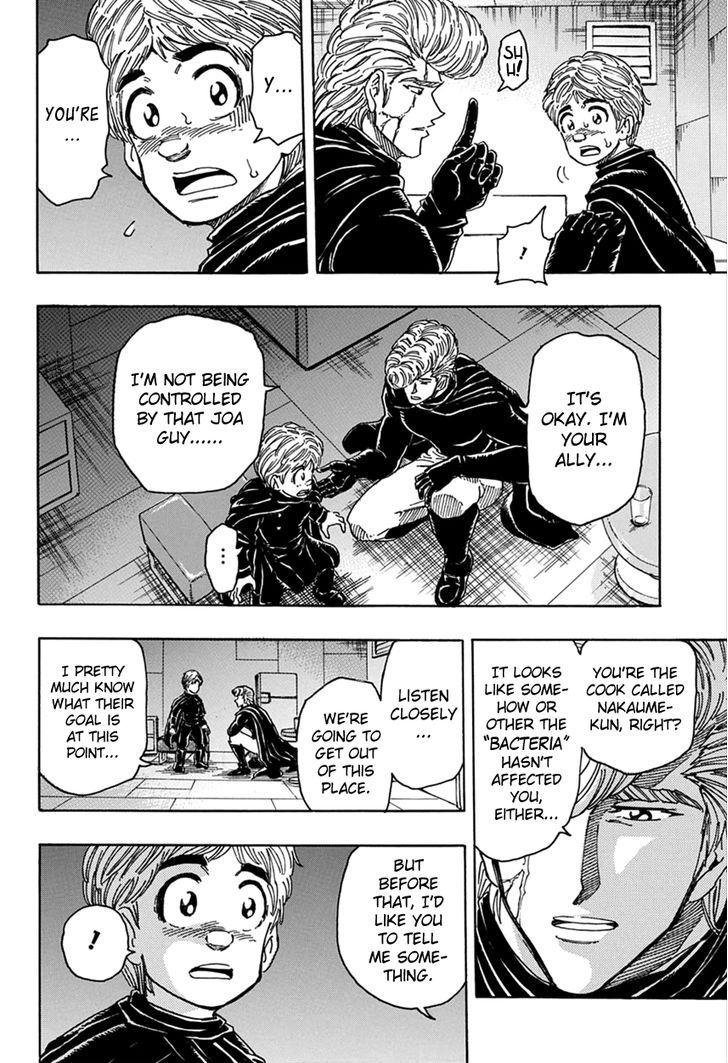 SH
H!
!
Y...
YOU'RE
...
IT'S
OKAY. I'M
YOUR
ALLY...
I'M NOT BEING
CONTROLLED
BY THAT JOA
GUY......
...
YOU'RE THE
COOK CALLED
NAKAUME-
KUN, RIGHT?
IT LOOKS
LIKE SOME-
HOW OR
OTHER THE
"BACTERIA"
HASN'T
AFFECTED
YOU,
EITHER...
LISTEN
CLOSELY
...
WE'RE
GOING TO
GET OUT
OF THIS
PLACE.
I PRETTY
MUCH KNOW
WHAT THEIR
GOAL IS
AT THIS
POINT...
BUT
BEFORE
THAT, I'D
LIKE YOU
TO TELL
ME SOME-
THING.
!